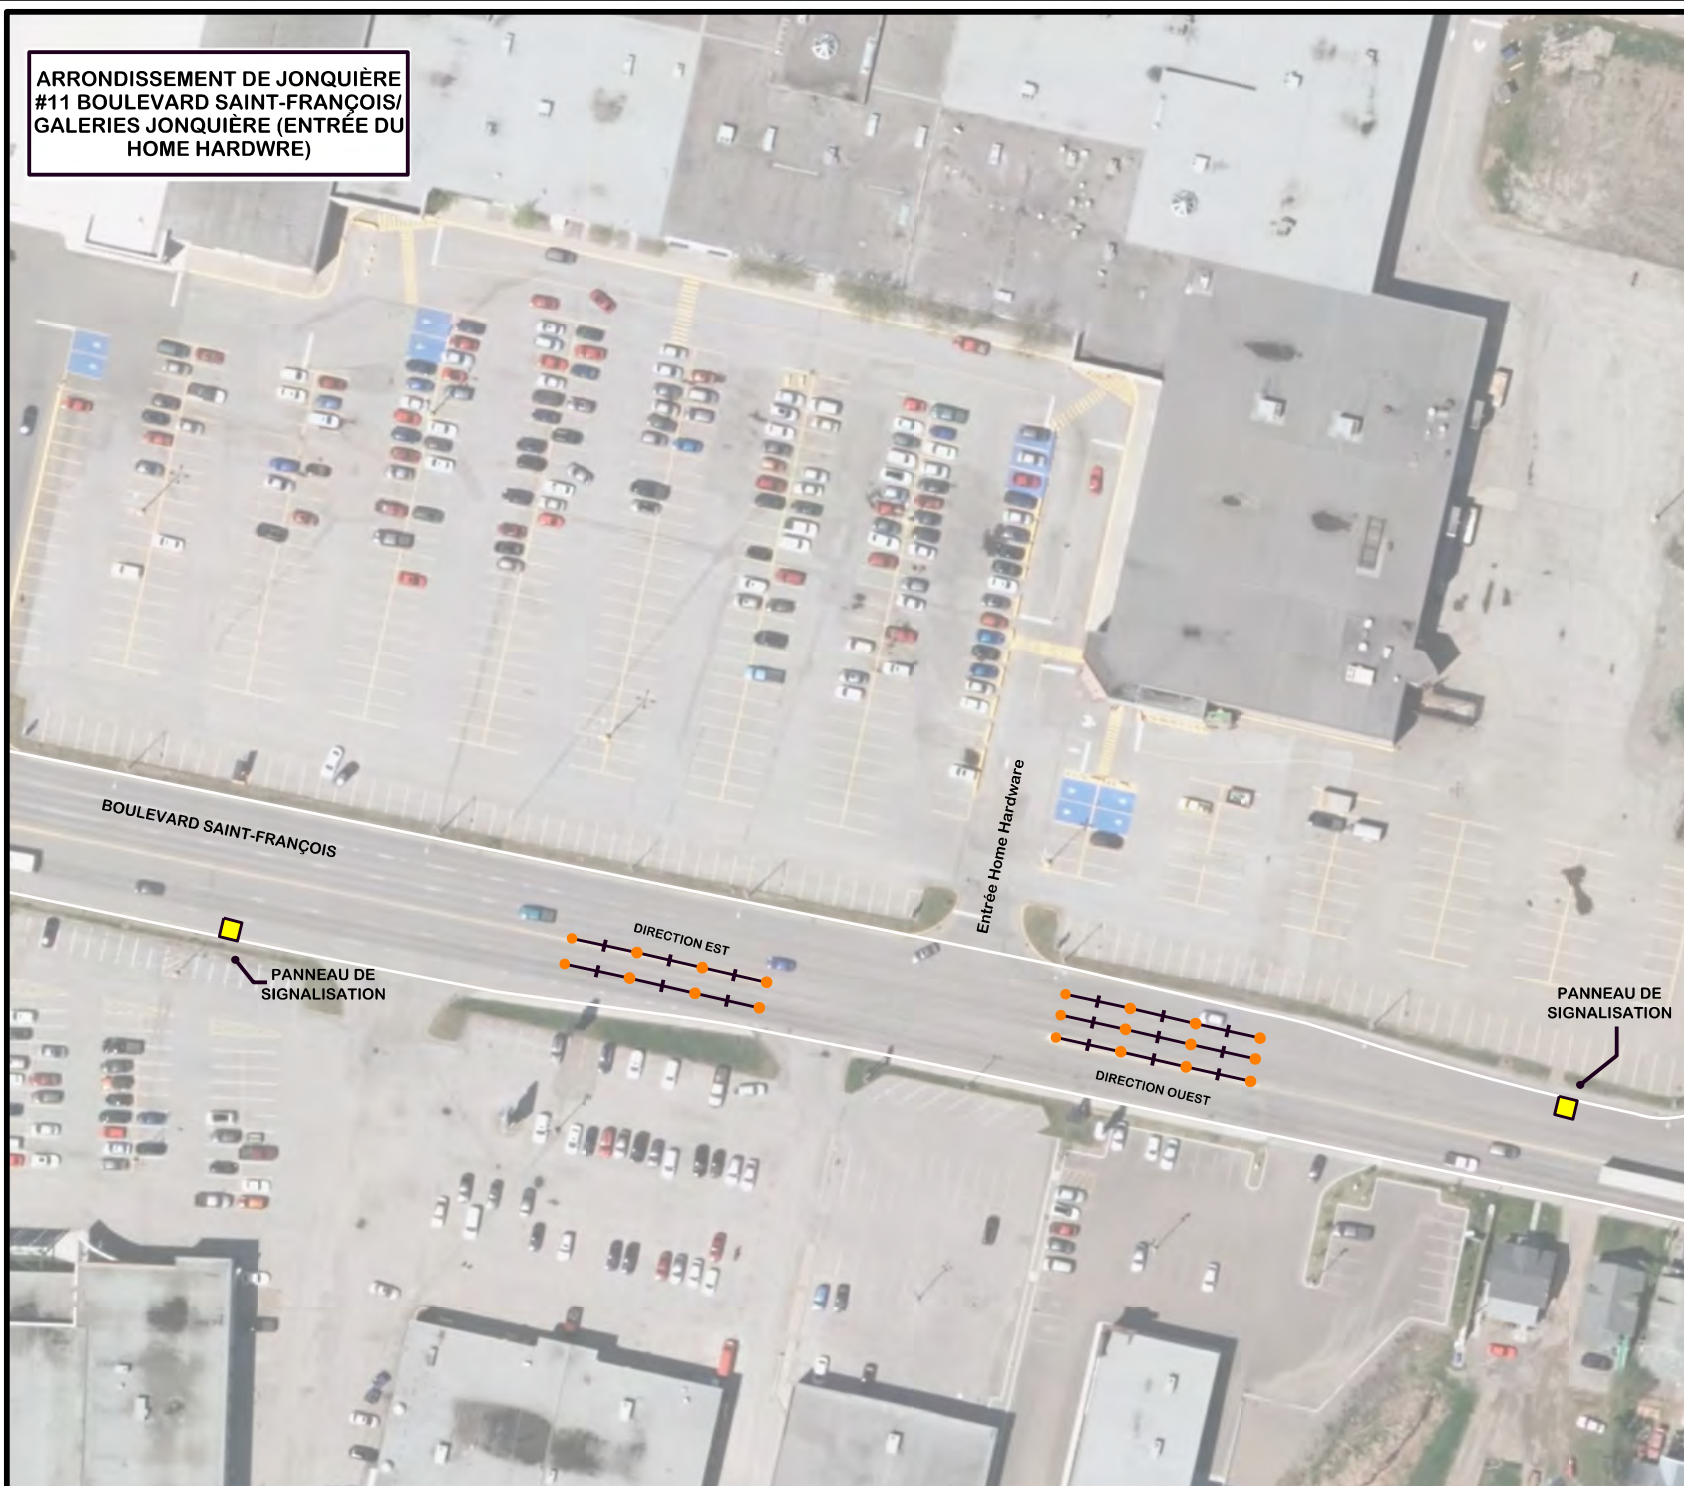 ARRONDISSEMENT DE JONQUIÈRE
#11 BOULEVARD SAINT-FRANÇOIS/
GALERIES JONQUIÈRE (ENTRÉE DU
HOME HARDWRE)
BOULEVARD SAINT-FRANÇOIS
Entrée Home Hardware
DIRECTION EST
PANNEAU DE
SIGNALISATION
PANNEAU DE
SIGNALISATION
DIRECTION OUEST